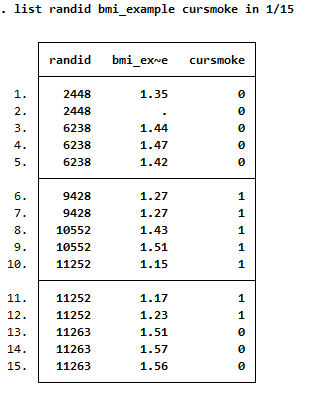 . list randid bmi_example cursmoke in 1/15
randid bmi_ex~e cursmoke
1. 2448 1.35 0
2. 2448 . 0
3. 6238 1.44 0
4. 6238 1.47 0
5. 6238 1.42 0
6. 9428 1.27 1
7. 9428 1.27 1
8. 10552 1.43 1
9. 10552 1.51 1
10. 11252 1.15 1
11. 11252 1.17 1
12. 11252 1.23 1
13. 11263 1.51 0
14. 11263 1.57 0
15. 11263 1.56 0